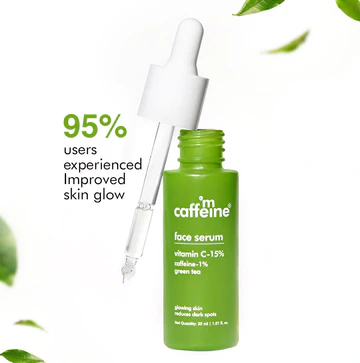 95%
users
experienced
Improved
skin glow
'm
caffeine®
face serum
vitamin C-15%
caffeine-1%
green tea
glowing skin
reduces dark spots
Net Quantity: 30 ml | 1.01 fl. oz.